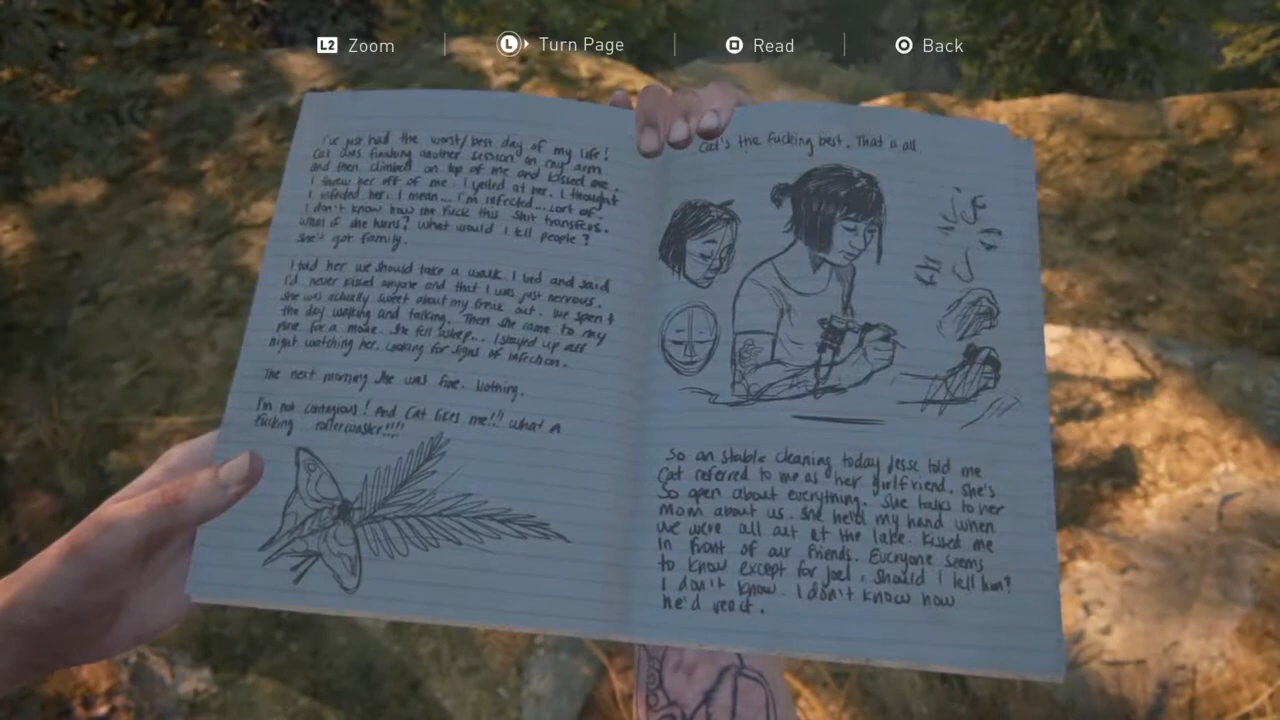 L2 Zoom
L Turn Page
Read
Back
I've just had the worst/best day of my life!
Cat was finishing another session on my arm
and then climbed on top of me and kissed me.
I threw her off of me. I yelled at her. I thought
I infected her. I mean... I'm infected... sort of.
I don't know how the fuck this shit transfers.
What if she turns? What would I tell people?
She's got family.
I told her we should take a walk. I lied and said
I'd never kissed anyone and that I was just nervous.
She was actually sweet about my freak out. We spent
the day walking and talking. Then she came to my
place for a movie. She fell asleep... I stayed up all
night watching her. Looking for signs of infection.
The next morning she was fine. Nothing.
I'm not contagious! And Cat likes me!!! What a
fucking rollercoaster!!!!
Cat's the fucking best. That is all
So on stable cleaning today Jesse told me
Cat referred to me as "her girlfriend. She's
so open about everything. She talks to her
mom about us. She held my hand when
we were all out at the lake. Kissed me
in front of our friends. Everyone seems
to know except for Joel. Should I tell him?
I don't know. I don't know how
he'd react.